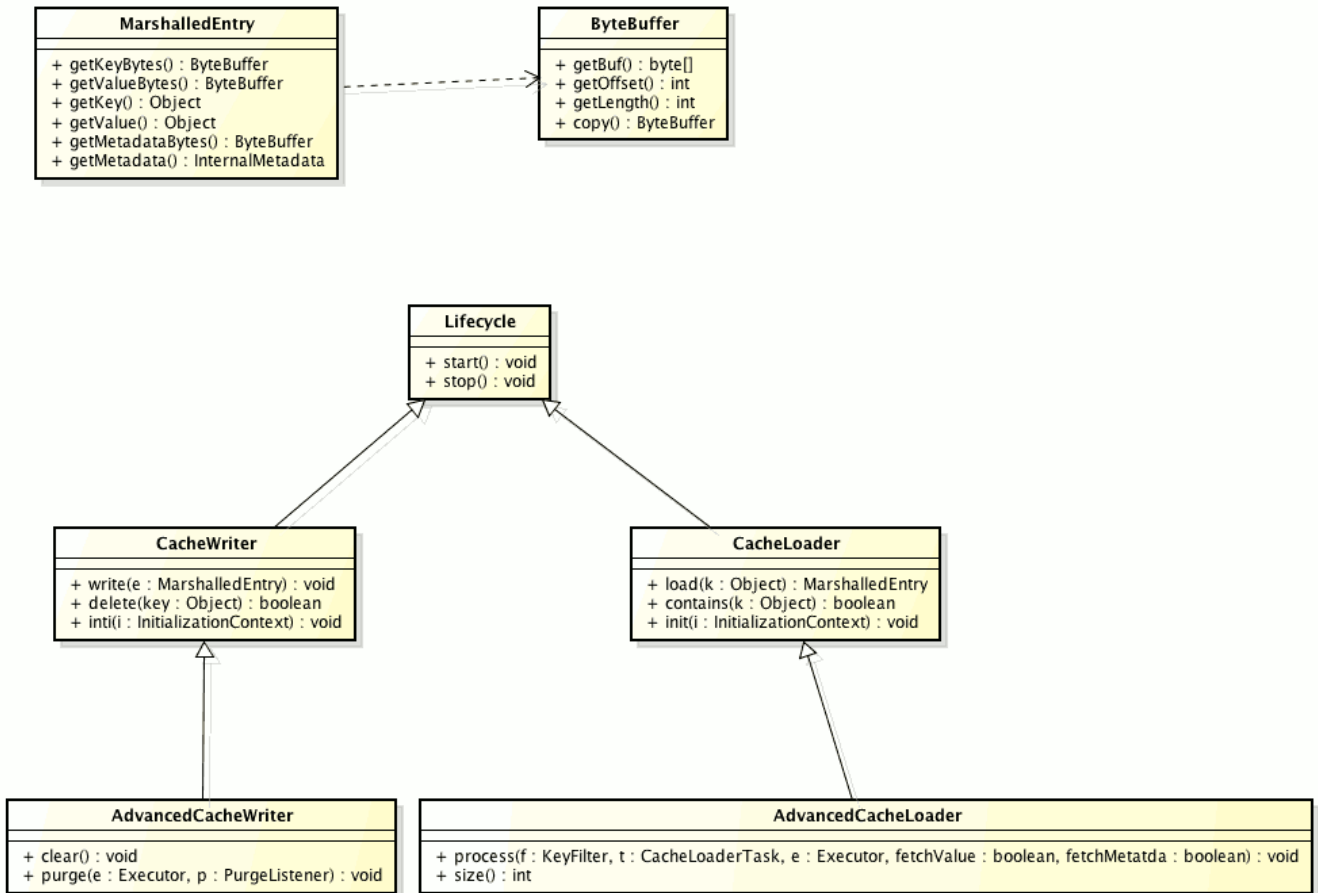 MarshalledEntry
+ getKeyBytes() : ByteBuffer
+ getValueBytes() : ByteBuffer
+ getKey() : Object
+ getValue() : Object
+ getMetadataBytes() : ByteBuffer
+ getMetadata() : InternalMetadata
ByteBuffer
+ getBuf() : byte[]
+ getOffset() : int
+ getLength() : int
+ copy() : ByteBuffer
Lifecycle
+ start() : void
+ stop() : void
CacheWriter
+ write(e : MarshalledEntry) : void
+ delete(key : Object) : boolean
+ inti(i : InitializationContext) : void
CacheLoader
+ load(k : Object) : MarshalledEntry
+ contains(k : Object) : boolean
+ init(i : InitializationContext) : void
AdvancedCacheWriter
+ clear() : void
+ purge(e : Executor, p : PurgeListener) : void
AdvancedCacheLoader
+ process(f : KeyFilter, t : CacheLoaderTask, e : Executor, fetchValue : boolean, fetchMetatda : boolean) : void
+ size() : int